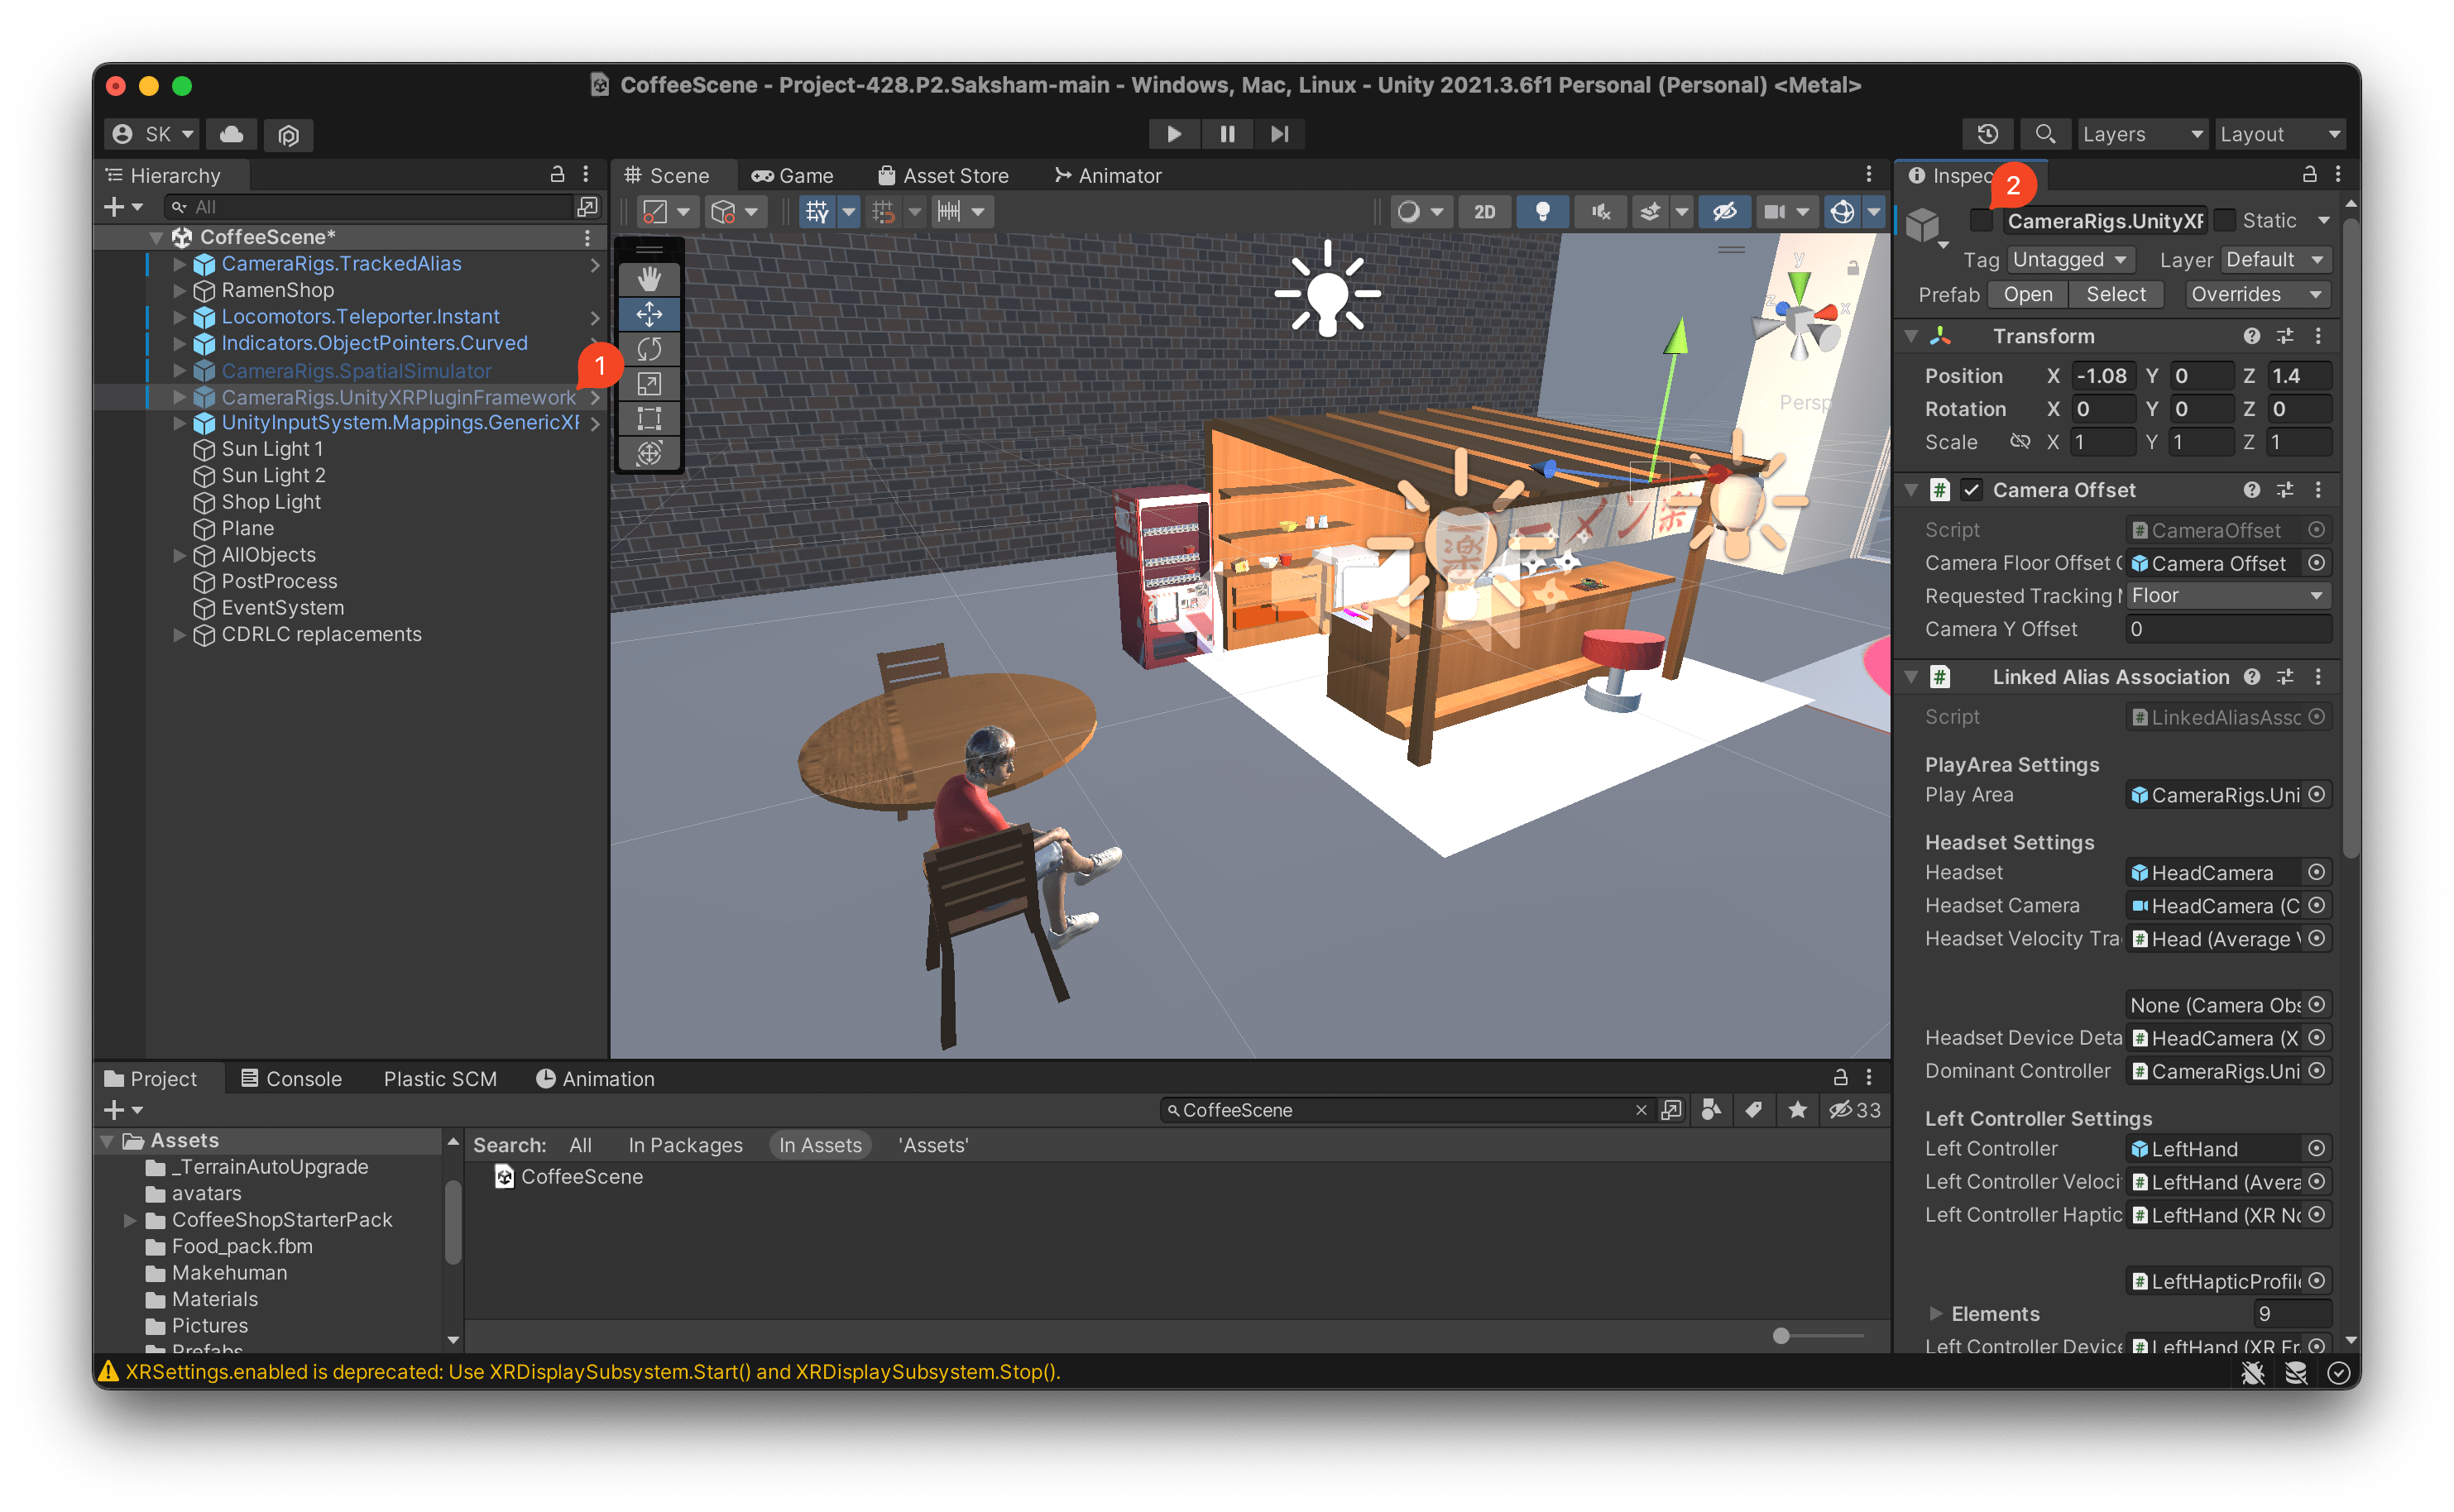 CoffeeScene - Project-428.P2.Saksham-main - Windows, Mac, Linux - Unity 2021.3.6f1 Personal (Personal) <Metal>
SK
Layers
Layout
Hierarchy
All
CoffeeScene*
CameraRigs.TrackedAlias
RamenShop
Locomotors.Teleporter.Instant
Indicators.ObjectPointers.Curved
CameraRigs.SpatialSimulator
CameraRigs.UnityXRPluginFramework
1
UnityInputSystem.Mappings.GenericXR
Sun Light 1
Sun Light 2
Shop Light
Plane
AllObjects
PostProcess
EventSystem
CDRLC replacements
Scene
Game
Asset Store
Animator
2D
y
x
z
Persp
楽
ラーメン楽
Inspec
2
CameraRigs.UnityXF
Static
Tag Untagged Layer Default
Prefab Open Select Overrides
Transform
Position X -1.08 Y 0 Z 1.4
Rotation X 0 Y 0 Z 0
Scale X 1 Y 1 Z 1
# Camera Offset
Script # CameraOffset
Camera Floor Offset Camera Offset
Requested Tracking Floor
Camera Y Offset 0
# Linked Alias Association
Script # LinkedAliasAssc
PlayArea Settings
Play Area CameraRigs.Uni
Headset Settings
Headset HeadCamera
Headset Camera HeadCamera (C
Headset Velocity Tra # Head (Average
None (Camera Obs
Headset Device Deta # HeadCamera (X
Dominant Controller # CameraRigs.Uni
Left Controller Settings
Left Controller LeftHand
Left Controller Veloci # LeftHand (Avera
Left Controller Haptic # LeftHand (XR No
# LeftHapticProfile
Elements 9
Left Controller Device # LeftHand (XR Fr
Project
Console
Plastic SCM
Animation
CoffeeScene
33
Assets
_TerrainAutoUpgrade
avatars
CoffeeShopStarterPack
Food_pack.fbm
Makehuman
Materials
Pictures
Prefabs
Search: All In Packages In Assets 'Assets'
CoffeeScene
XRSettings.enabled is deprecated: Use XRDisplaySubsystem.Start() and XRDisplaySubsystem.Stop().